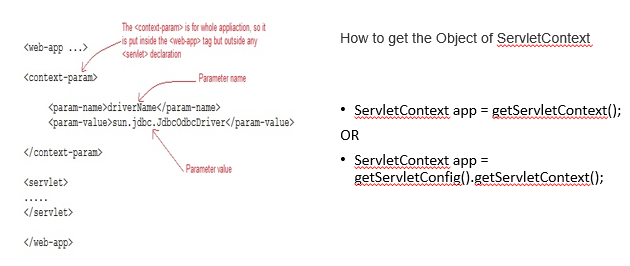 The <context-param> is for whole appliaction, so it
is put inside the <web-app> tag but outside any
<servlet> declaration
<web-app ...>
<context-param>
Parameter name
<param-name>driverName</param-name>
<param-value>sun.jdbc.JdbcOdbcDriver</param-value>
</context-param>
Parameter value
<servlet>
.....
</servlet>
</web-app>
How to get the Object of ServletContext
• ServletContext app = getServletContext();
OR
• ServletContext app =
getServletConfig().getServletContext();